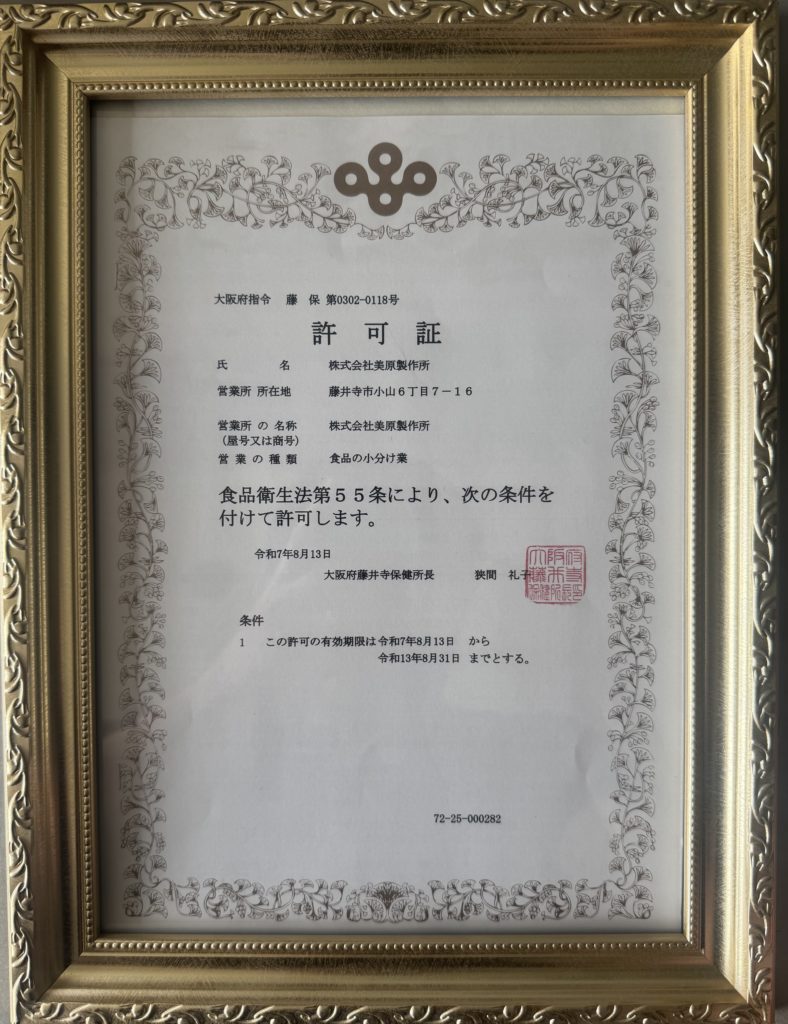 大阪府指令　藤　保 第0302-0118号
許 可 証
氏　　　名　　株式会社美原製作所
営業所 所在地　　藤井寺市小山６丁目７－１６
営業所 の 名称　　株式会社美原製作所
（屋号又は商号）
営 業 の 種 類　　食品の小分け業
食品衛生法第５５条により、次の条件を
付けて許可します。
令和7年8月13日
大阪府藤井寺保健所長　　狭間　礼子
条件
1　この許可の有効期限は 令和7年8月13日　から
令和13年8月31日　までとする。
72-25-000282